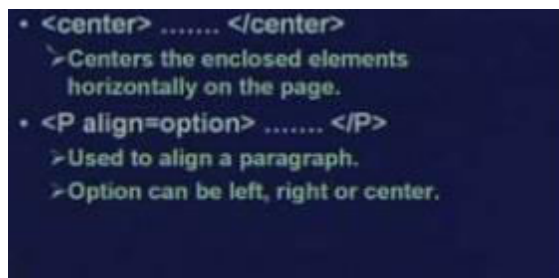 • <center> ....... </center>
➢Centers the enclosed elements
horizontally on the page.
• <P align=option> ....... </P>
➢Used to align a paragraph.
➢Option can be left, right or center.